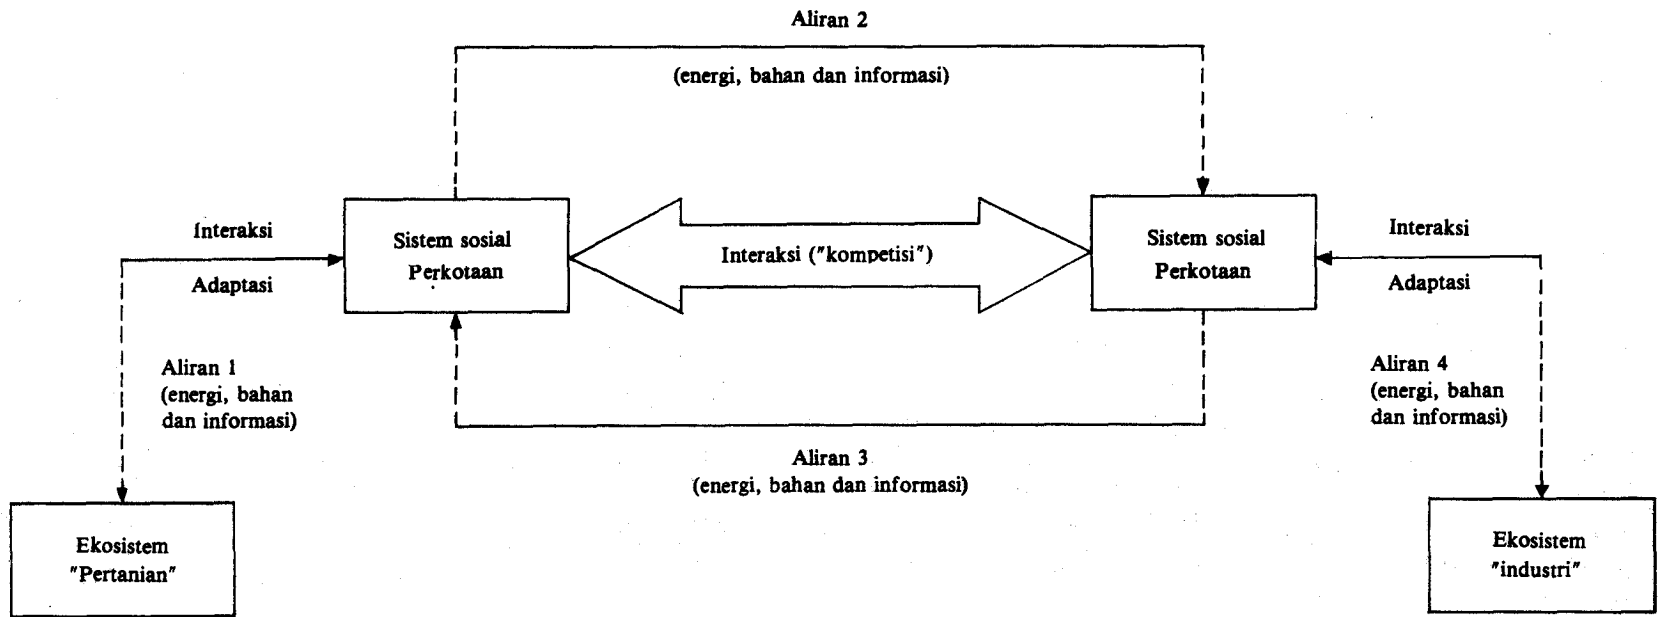 Aliran 2
(energi, bahan dan informasi)
Interaksi
Adaptasi
Sistem sosial
Perkotaan
Interaksi ("kompetisi")
Sistem sosial
Perkotaan
Interaksi
Adaptasi
Aliran 1
(energi, bahan
dan informasi)
Aliran 4
(energi, bahan
dan informasi)
Aliran 3
(energi, bahan dan informasi)
Ekosistem
"Pertanian"
Ekosistem
"industri"